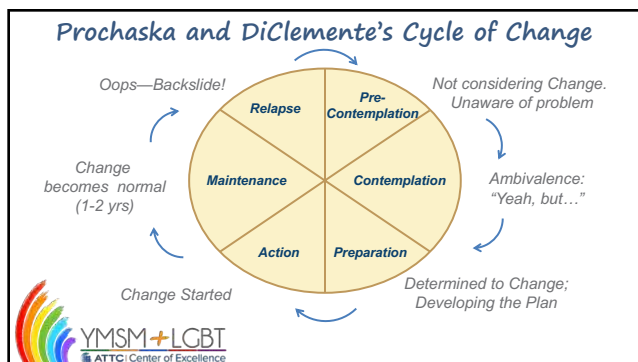 Prochaska and DiClemente's Cycle of Change
Oops—Backslide!
Not considering Change.
Unaware of problem
Relapse
Pre-
Contemplation
Change
becomes normal
(1-2 yrs)
Maintenance
Contemplation
Ambivalence:
"Yeah, but…"
Action
Preparation
Change Started
Determined to Change;
Developing the Plan
YMSM+LGBT
ATTC | Center of Excellence